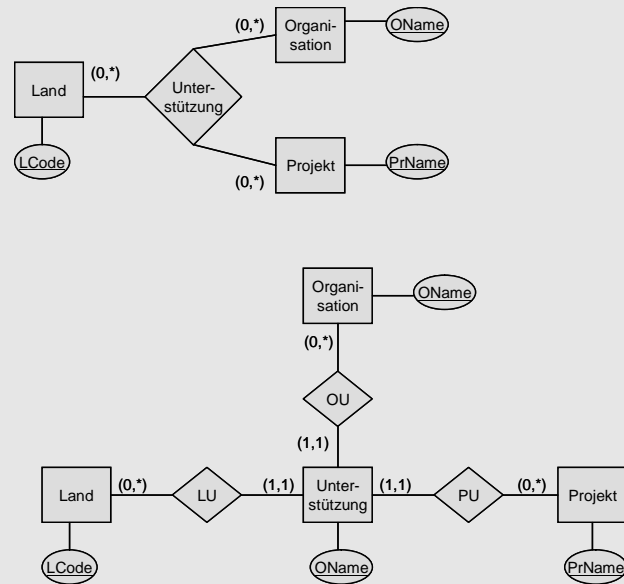 Organi-
sation
OName
(0,*)
(0,*)
Land
Unter-
stützung
LCode
(0,*)
Projekt
PrName
Organi-
sation
OName
(0,*)
OU
(1,1)
Land
(0,*)
LU
(1,1)
Unter-
stützung
(1,1)
PU
(0,*)
Projekt
LCode
OName
PrName